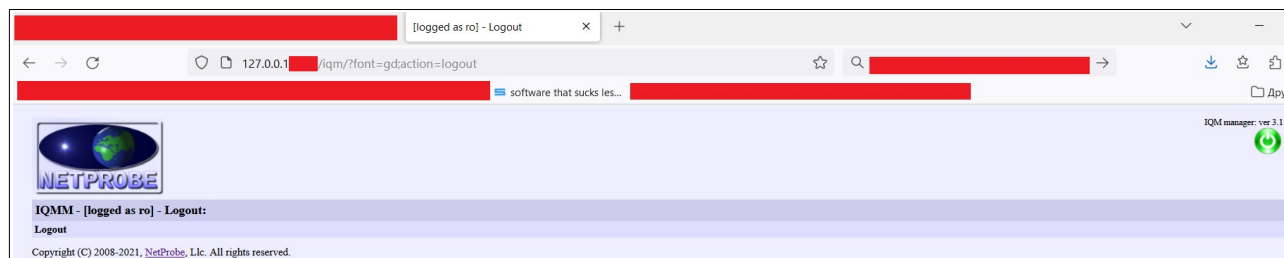 [logged as ro] - Logout
127.0.0.1 /iqm/?font=gd;action=logout
software that sucks les...
Дру
IQM manager: ver 3.1
NETPROBE
IQMM - [logged as ro] - Logout:
Logout
Copyright (C) 2008-2021, NetProbe, Llc. All rights reserved.